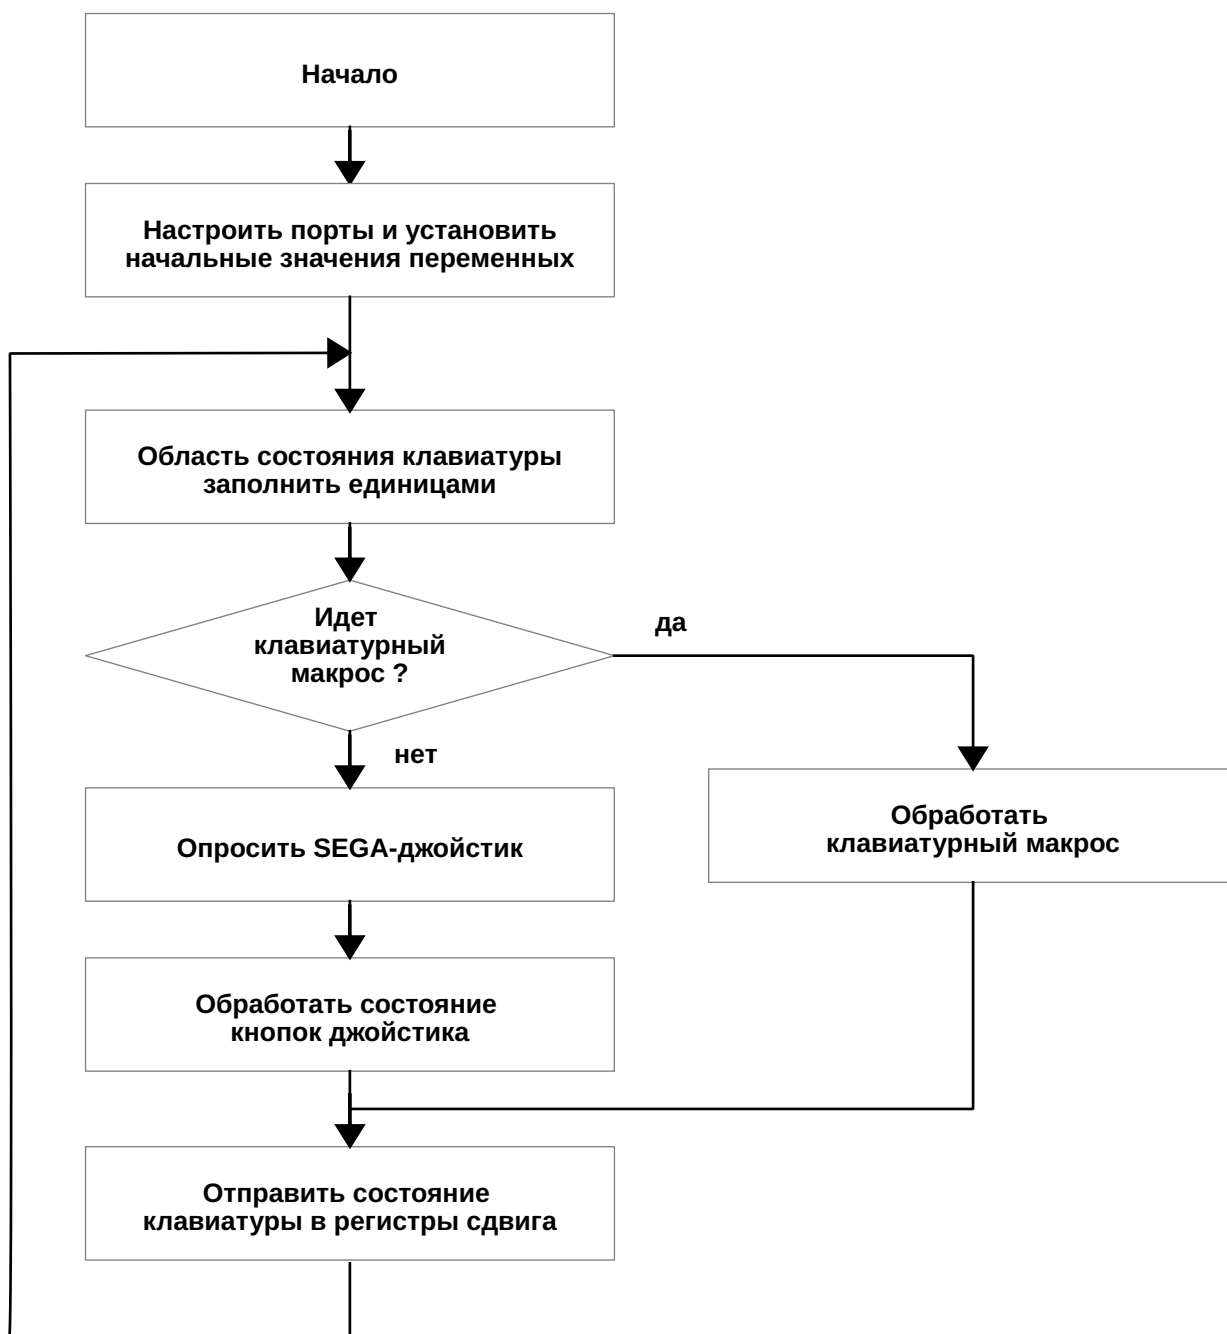 Начало
Настроить порты и установить
начальные значения переменных
Область состояния клавиатуры
заполнить единицами
Идет
клавиатурный
макрос ?
да
нет
Опросить SEGA-джойстик
Обработать
клавиатурный макрос
Обработать состояние
кнопок джойстика
Отправить состояние
клавиатуры в регистры сдвига